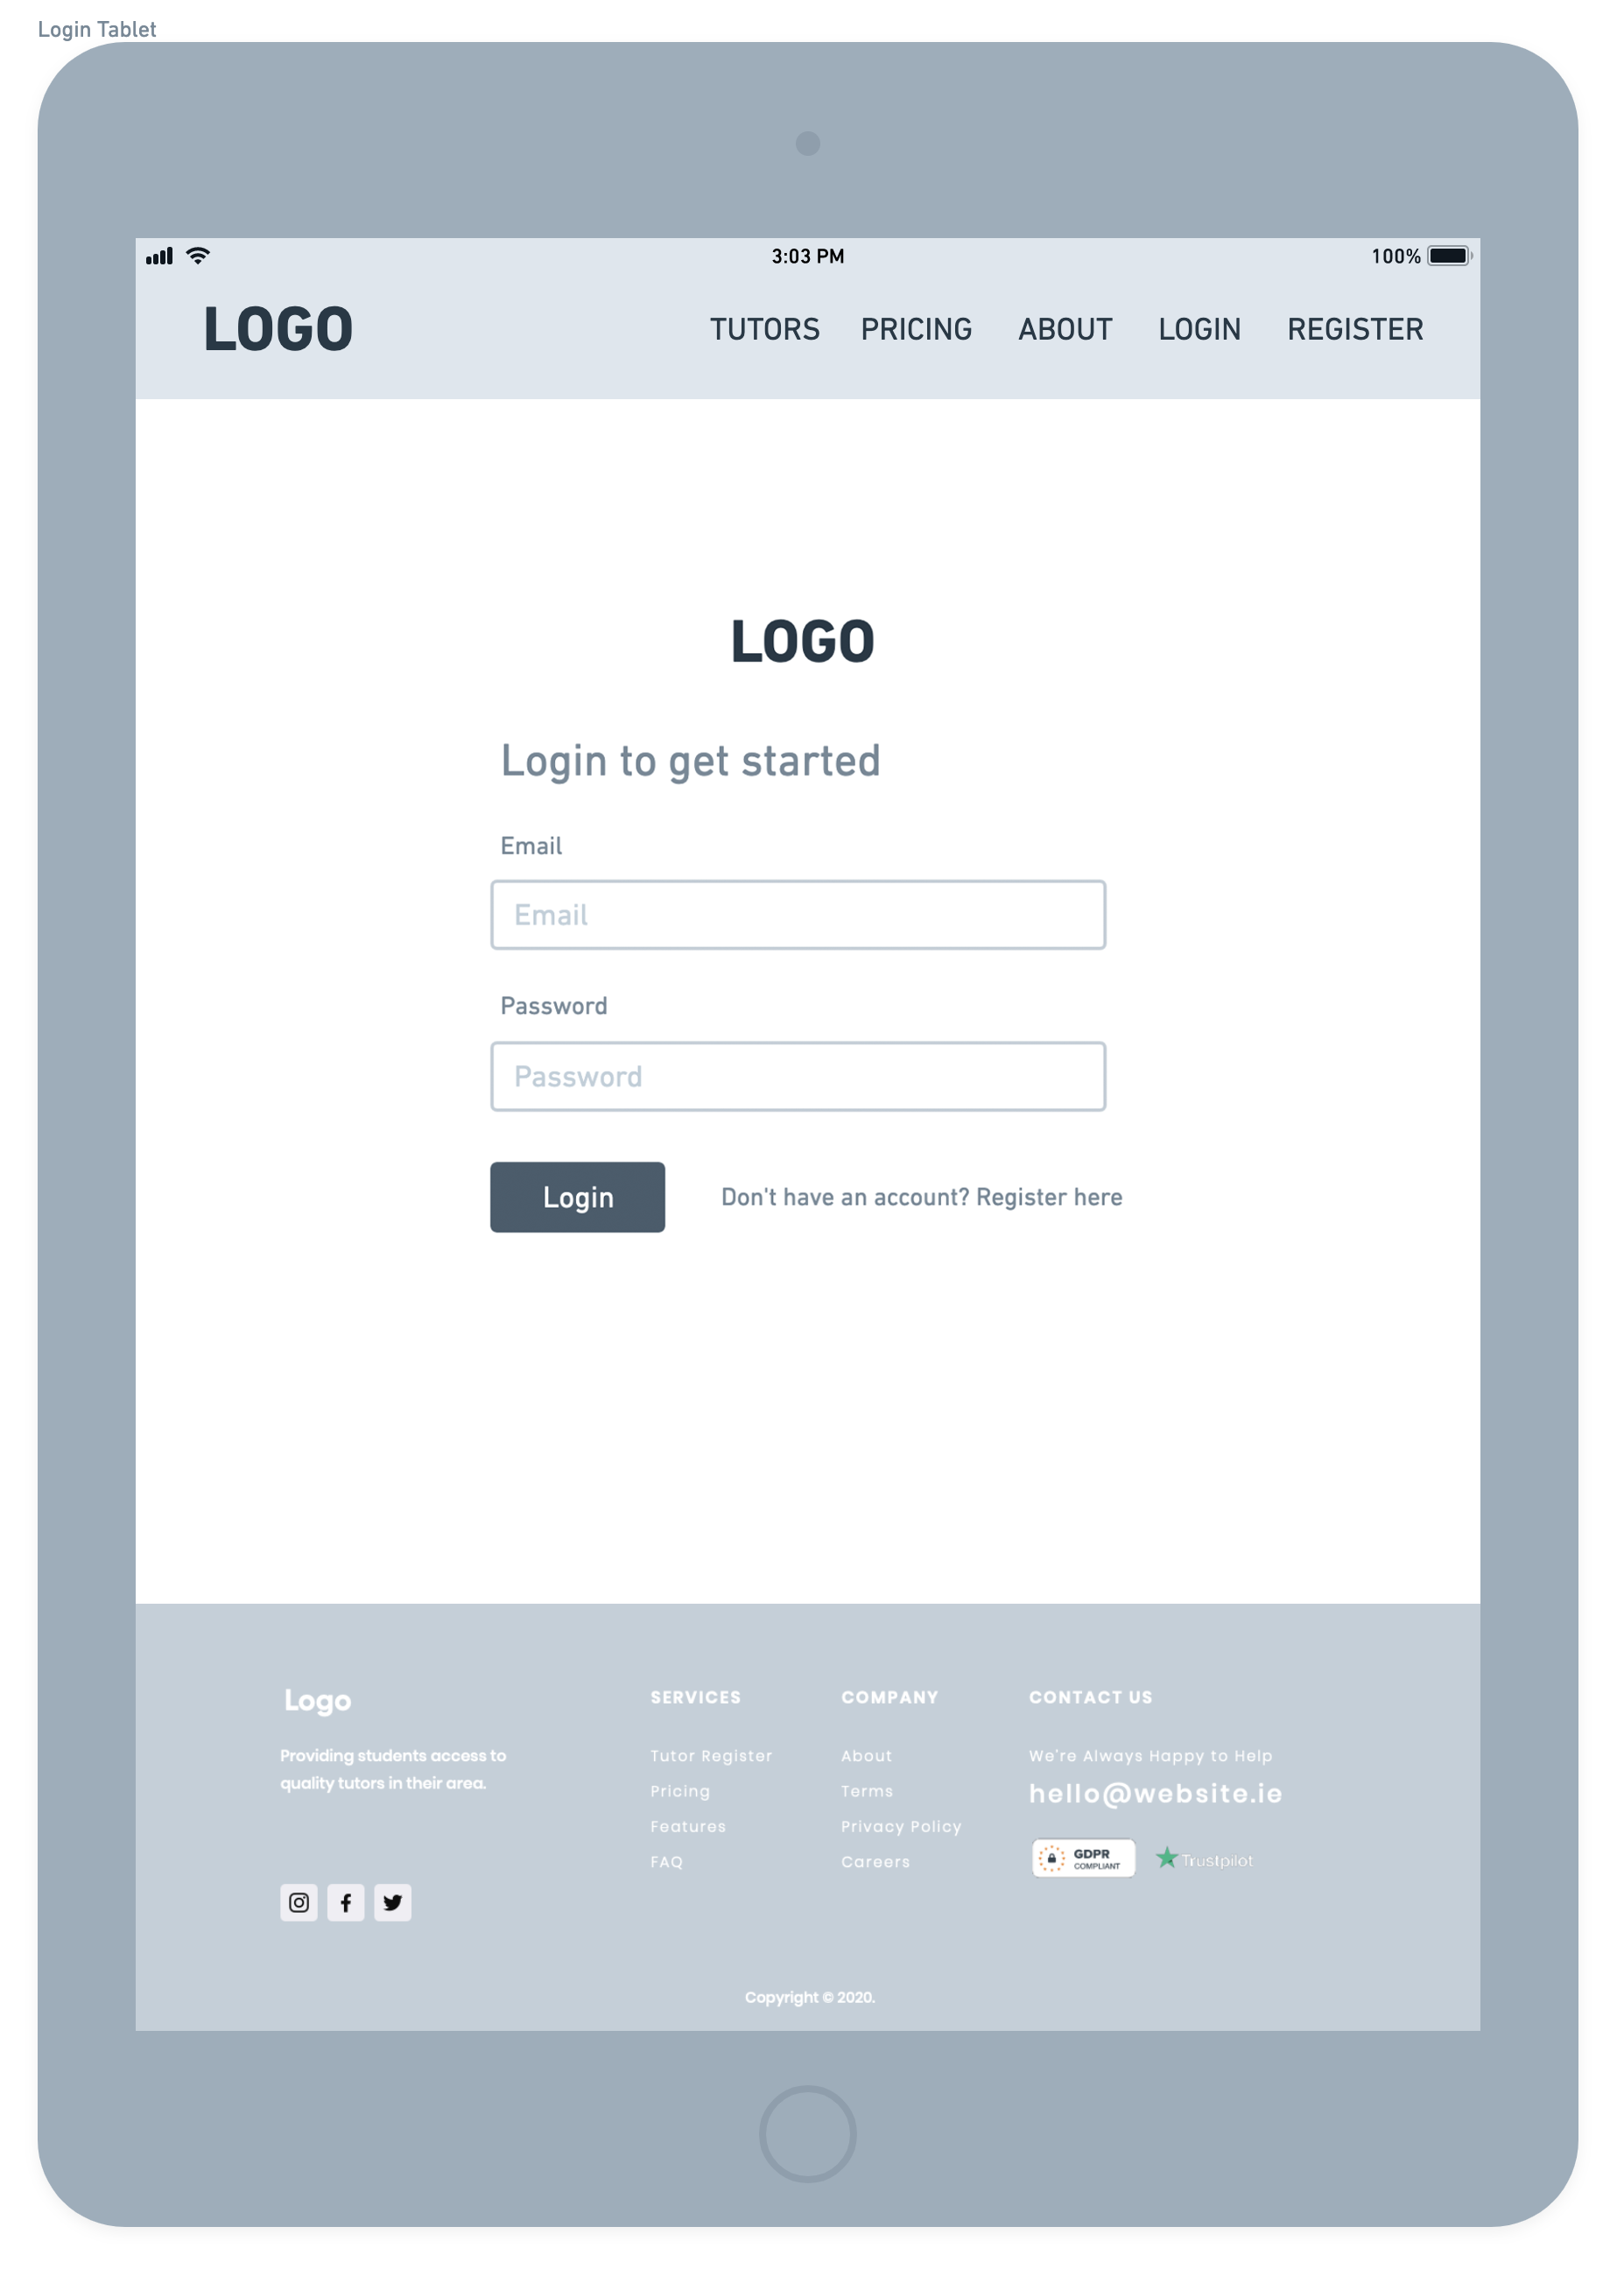 Login Tablet
3:03 PM 100%
LOGO TUTORS PRICING ABOUT LOGIN REGISTER
LOGO
Login to get started
Email
Email
Password
Password
Login Don't have an account? Register here
Logo
Providing students access to
quality tutors in their area.
SERVICES
Tutor Register
Pricing
Features
FAQ
COMPANY
About
Terms
Privacy Policy
Careers
CONTACT US
We're Always Happy to Help
hello@website.ie
GDPR
COMPLIANT
Trustpilot
Copyright © 2020.